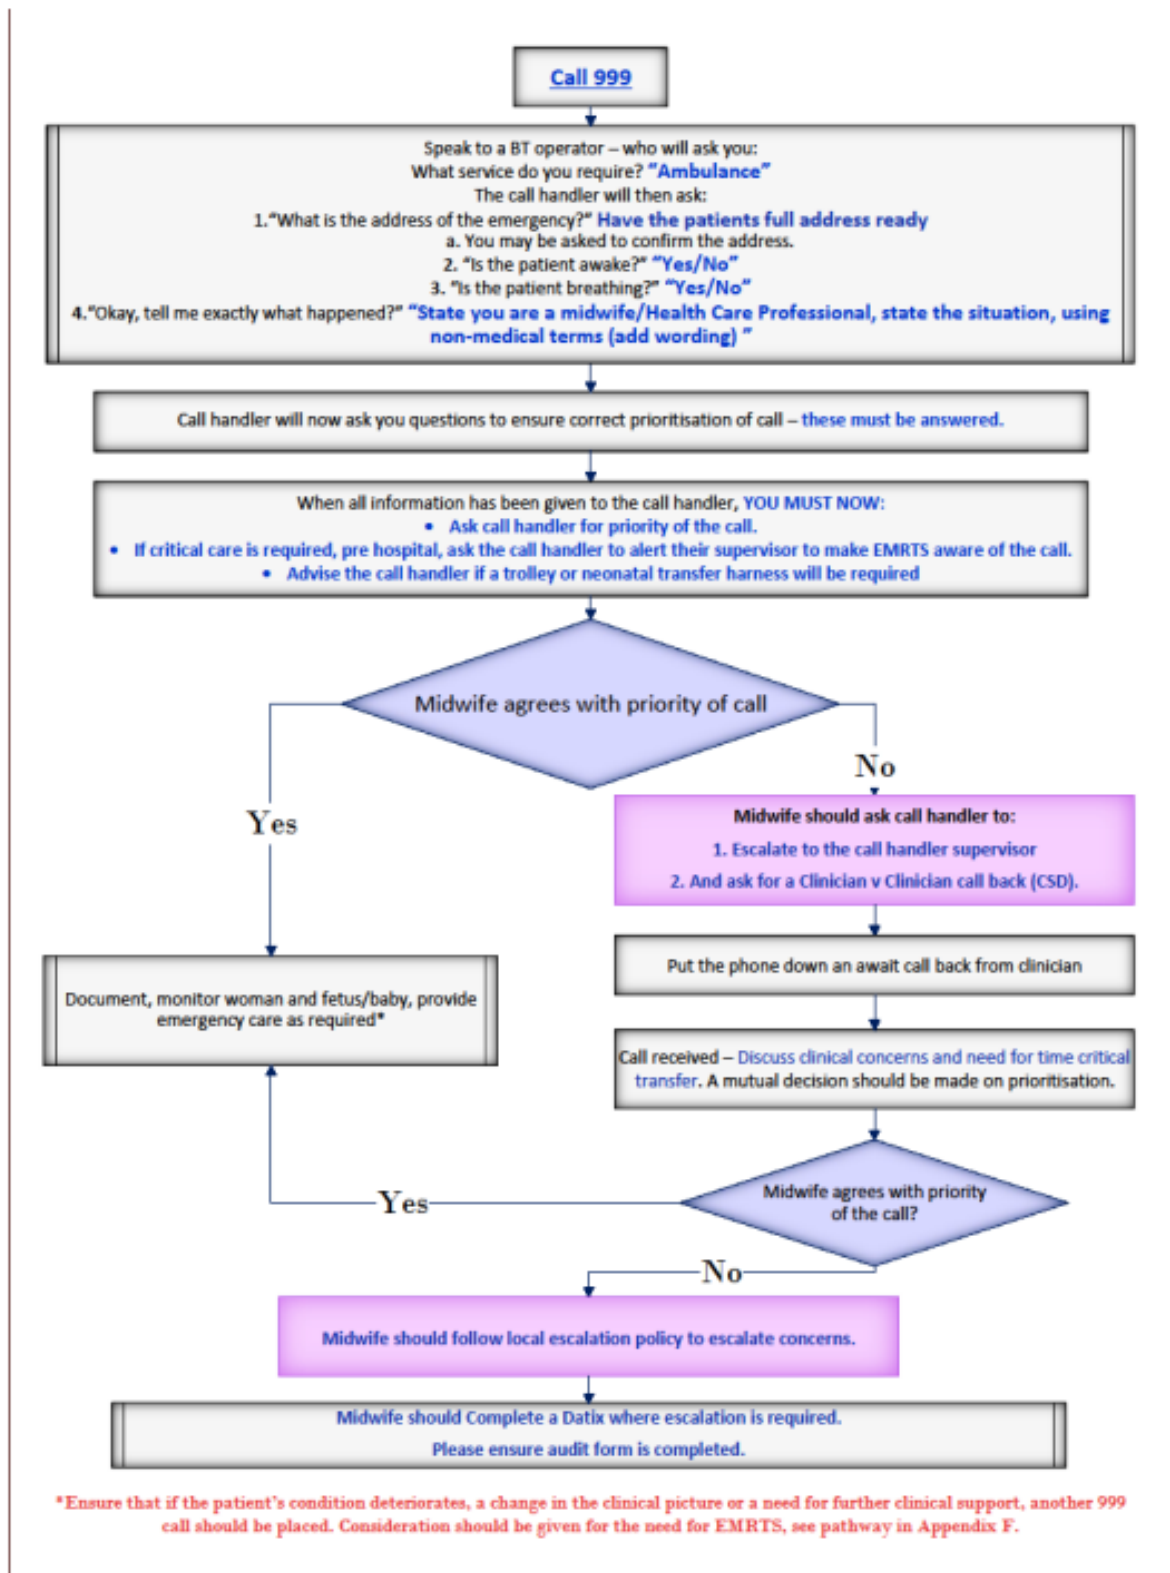 Call 999
Speak to a BT operator – who will ask you:
What service do you require? “Ambulance”
The call handler will then ask:
1.“What is the address of the emergency?” Have the patients full address ready
a. You may be asked to confirm the address.
2. “Is the patient awake?” “Yes/No”
3. “Is the patient breathing?” “Yes/No”
4.“Okay, tell me exactly what happened?” “State you are a midwife/Health Care Professional, state the situation, using
non-medical terms (add wording) ”
Call handler will now ask you questions to ensure correct prioritisation of call – these must be answered.
When all information has been given to the call handler, YOU MUST NOW:
• Ask call handler for priority of the call.
• If critical care is required, pre hospital, ask the call handler to alert their supervisor to make EMRTS aware of the call.
• Advise the call handler if a trolley or neonatal transfer harness will be required
Midwife agrees with priority of call
No
Yes
Midwife should ask call handler to:
1. Escalate to the call handler supervisor
2. And ask for a Clinician v Clinician call back (CSD).
Put the phone down an await call back from clinician
Document, monitor woman and fetus/baby, provide
emergency care as required*
Call received – Discuss clinical concerns and need for time critical
transfer. A mutual decision should be made on prioritisation.
Midwife agrees with priority
of the call?
Yes
No
Midwife should follow local escalation policy to escalate concerns.
Midwife should Complete a Datix where escalation is required.
Please ensure audit form is completed.
*Ensure that if the patient’s condition deteriorates, a change in the clinical picture or a need for further clinical support, another 999
call should be placed. Consideration should be given for the need for EMRTS, see pathway in Appendix F.